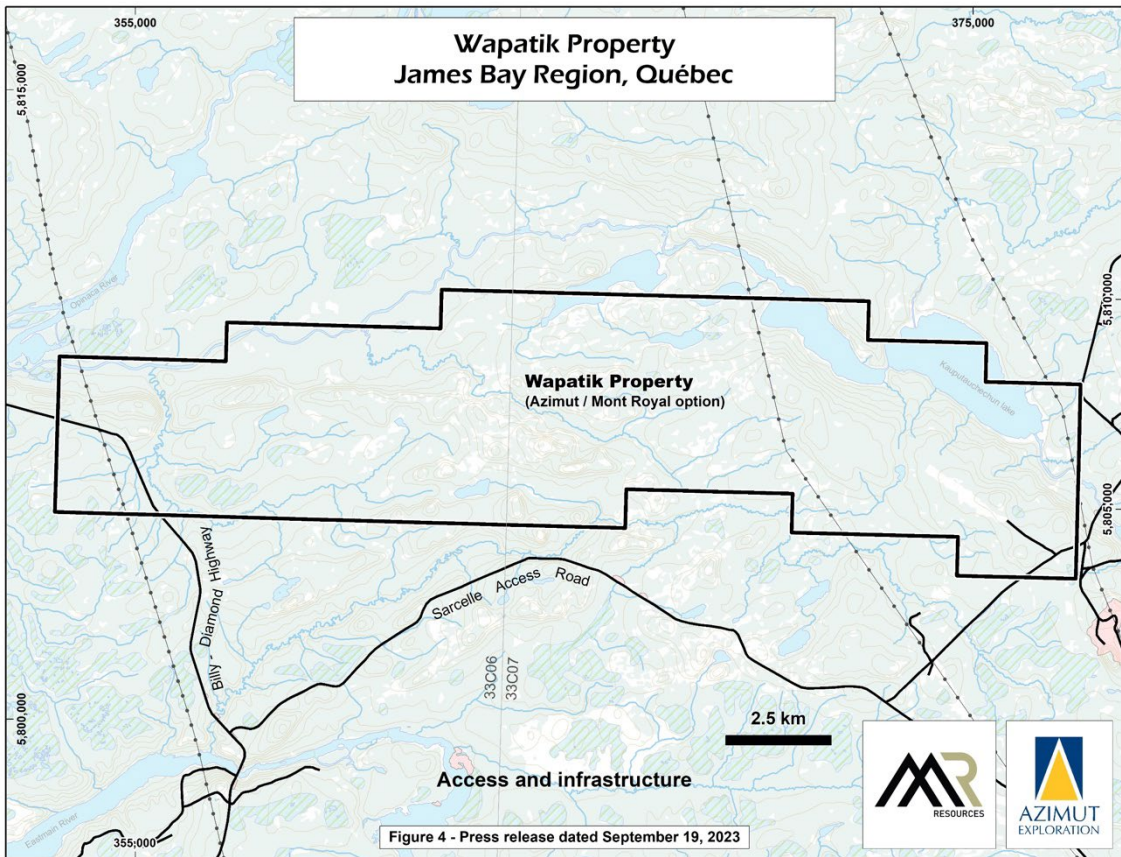 355,000
375,000
Wapatik Property
James Bay Region, Québec
5,815,000
Opinaca River
5,810,000
Wapatik Property
(Azimut / Mont Royal option)
5,805,000
Billy - Diamond Highway
Sarcelle Access Road
33C06
33C07
5,800,000
2.5 km
Access and infrastructure
MR
RESOURCES
AZIMUT
EXPLORATION
Eastmain River
355,000
Figure 4 - Press release dated September 19, 2023